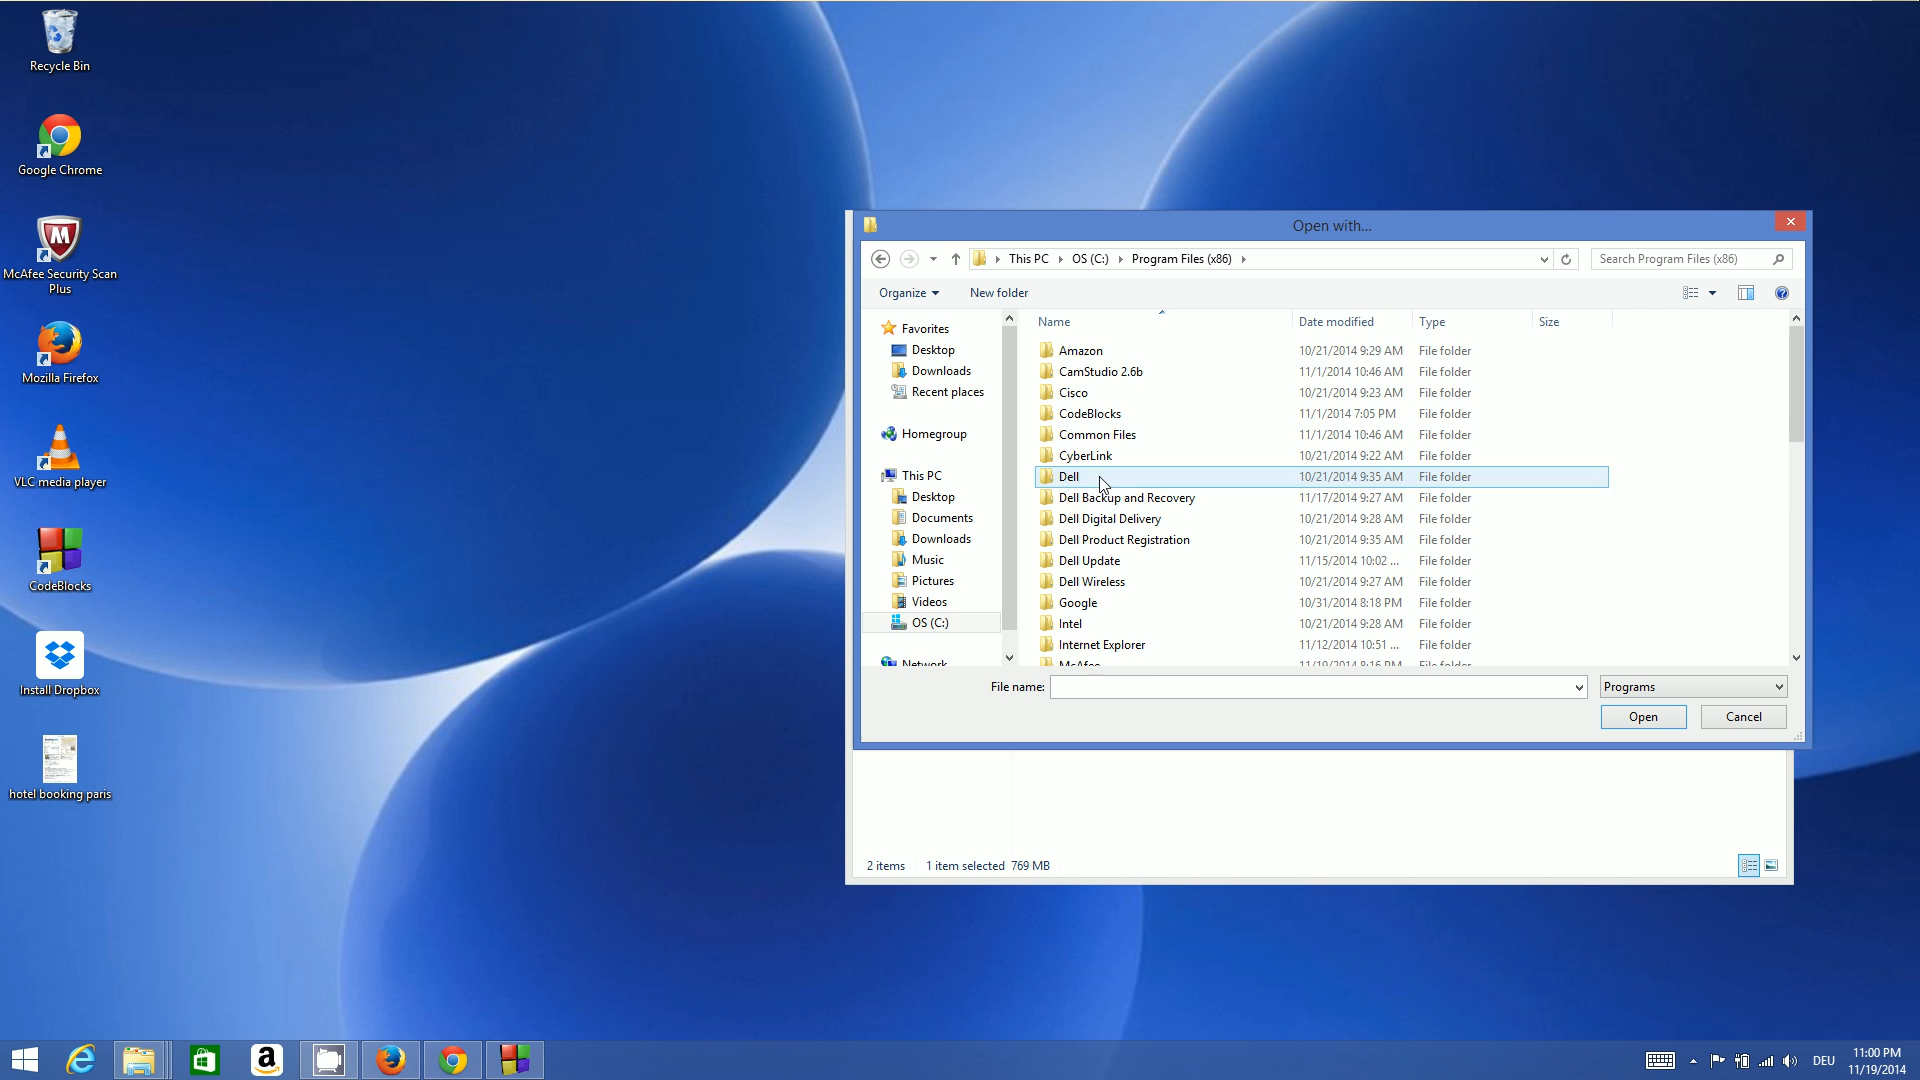 Recycle Bin
Google Chrome
McAfee Security Scan
Plus
Mozilla Firefox
VLC media player
CodeBlocks
Install Dropbox
hotel booking paris
Open with...
This PC
OS (C:)
Program Files (x86)
Search Program Files (x86)
Organize
New folder
Favorites
Desktop
Downloads
Recent places
Homegroup
This PC
Desktop
Documents
Downloads
Music
Pictures
Videos
OS (C:)
Network
Name Date modified Type Size
Amazon 10/21/2014 9:29 AM File folder
CamStudio 2.6b 11/1/2014 10:46 AM File folder
Cisco 10/21/2014 9:23 AM File folder
CodeBlocks 11/1/2014 7:05 PM File folder
Common Files 11/1/2014 10:46 AM File folder
CyberLink 10/21/2014 9:22 AM File folder
Dell 10/21/2014 9:35 AM File folder
Dell Backup and Recovery 11/17/2014 9:27 AM File folder
Dell Digital Delivery 10/21/2014 9:28 AM File folder
Dell Product Registration 10/21/2014 9:35 AM File folder
Dell Update 11/15/2014 10:02 ... File folder
Dell Wireless 10/21/2014 9:27 AM File folder
Google 10/31/2014 8:18 PM File folder
Intel 10/21/2014 9:28 AM File folder
Internet Explorer 11/12/2014 10:51 ... File folder
McAfee 11/19/2014 8:16 PM File folder
File name:
Programs
Open
Cancel
2 items 1 item selected 769 MB
DEU
11:00 PM
11/19/2014